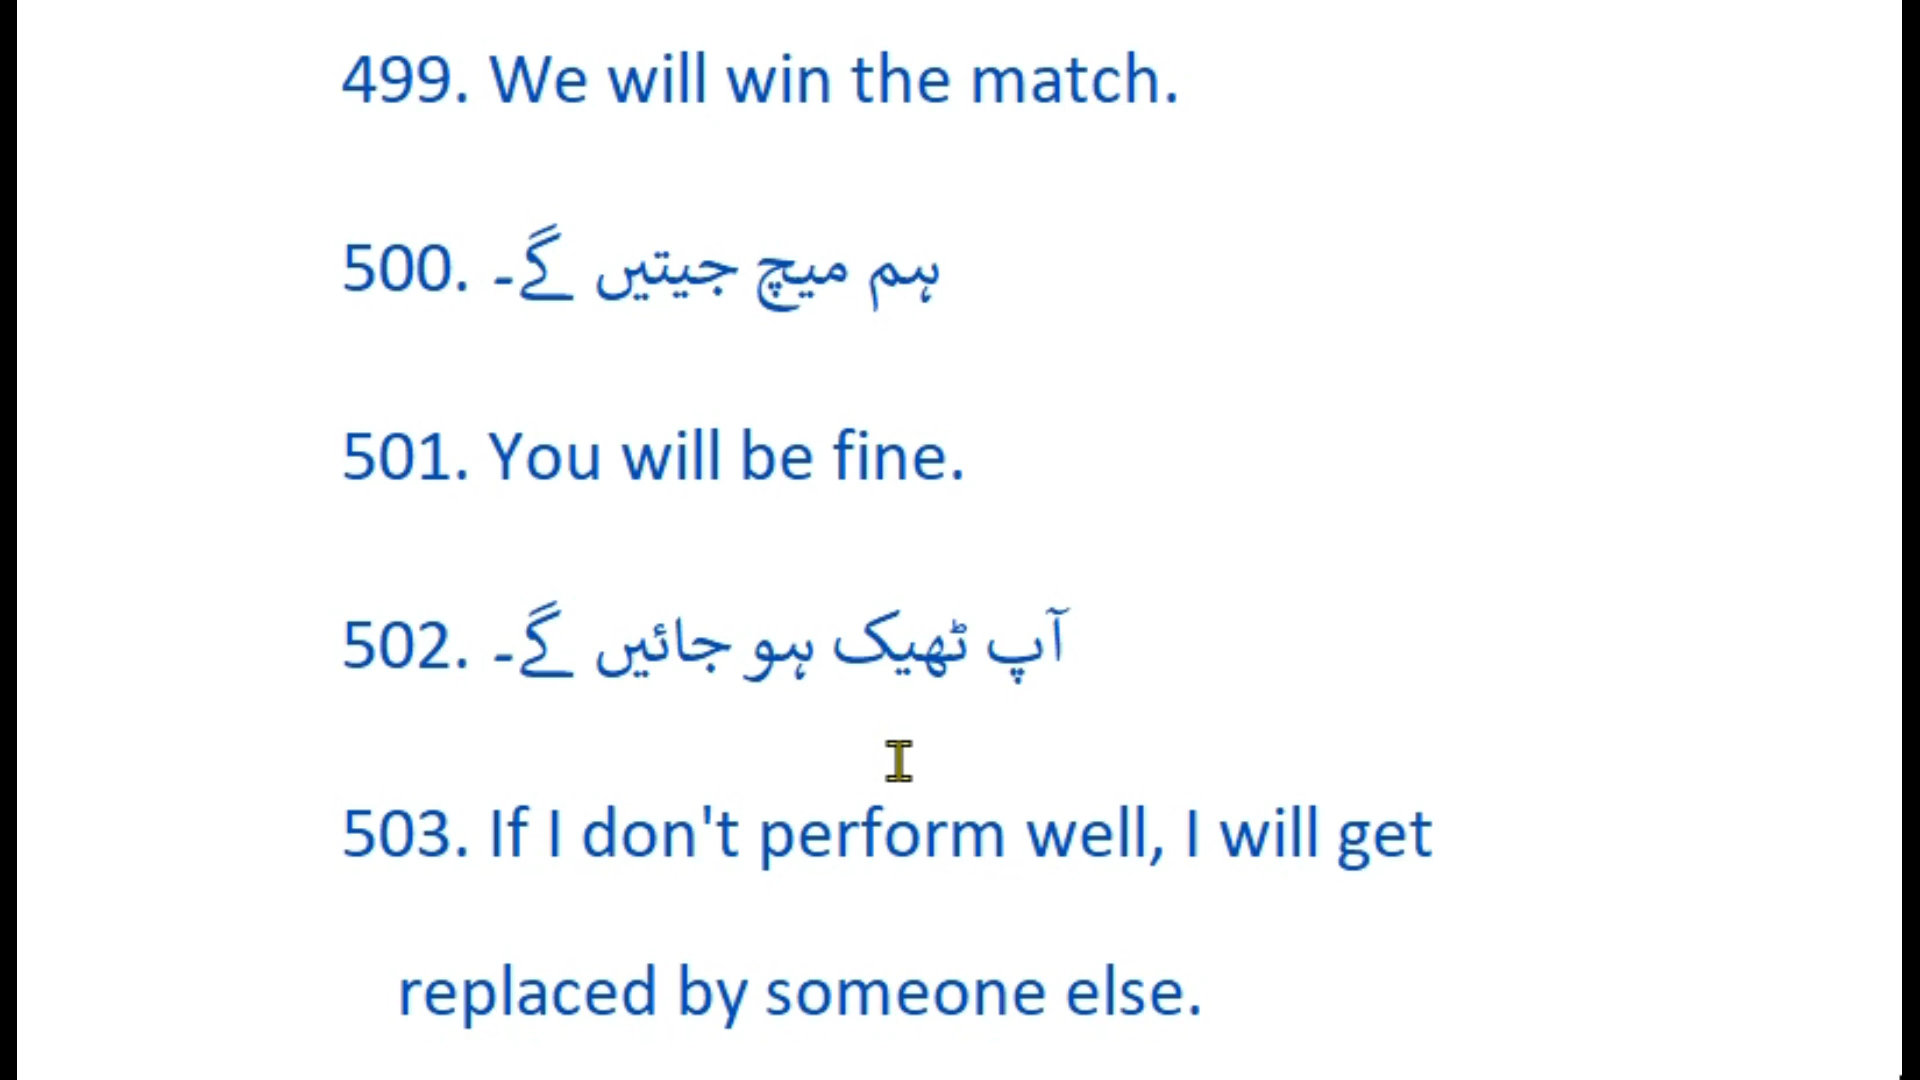 499. We will win the match.
500. ہم میچ جیتیں گے۔
501. You will be fine.
502. آپ ٹھیک ہو جائیں گے۔
503. If I don't perform well, I will get
replaced by someone else.